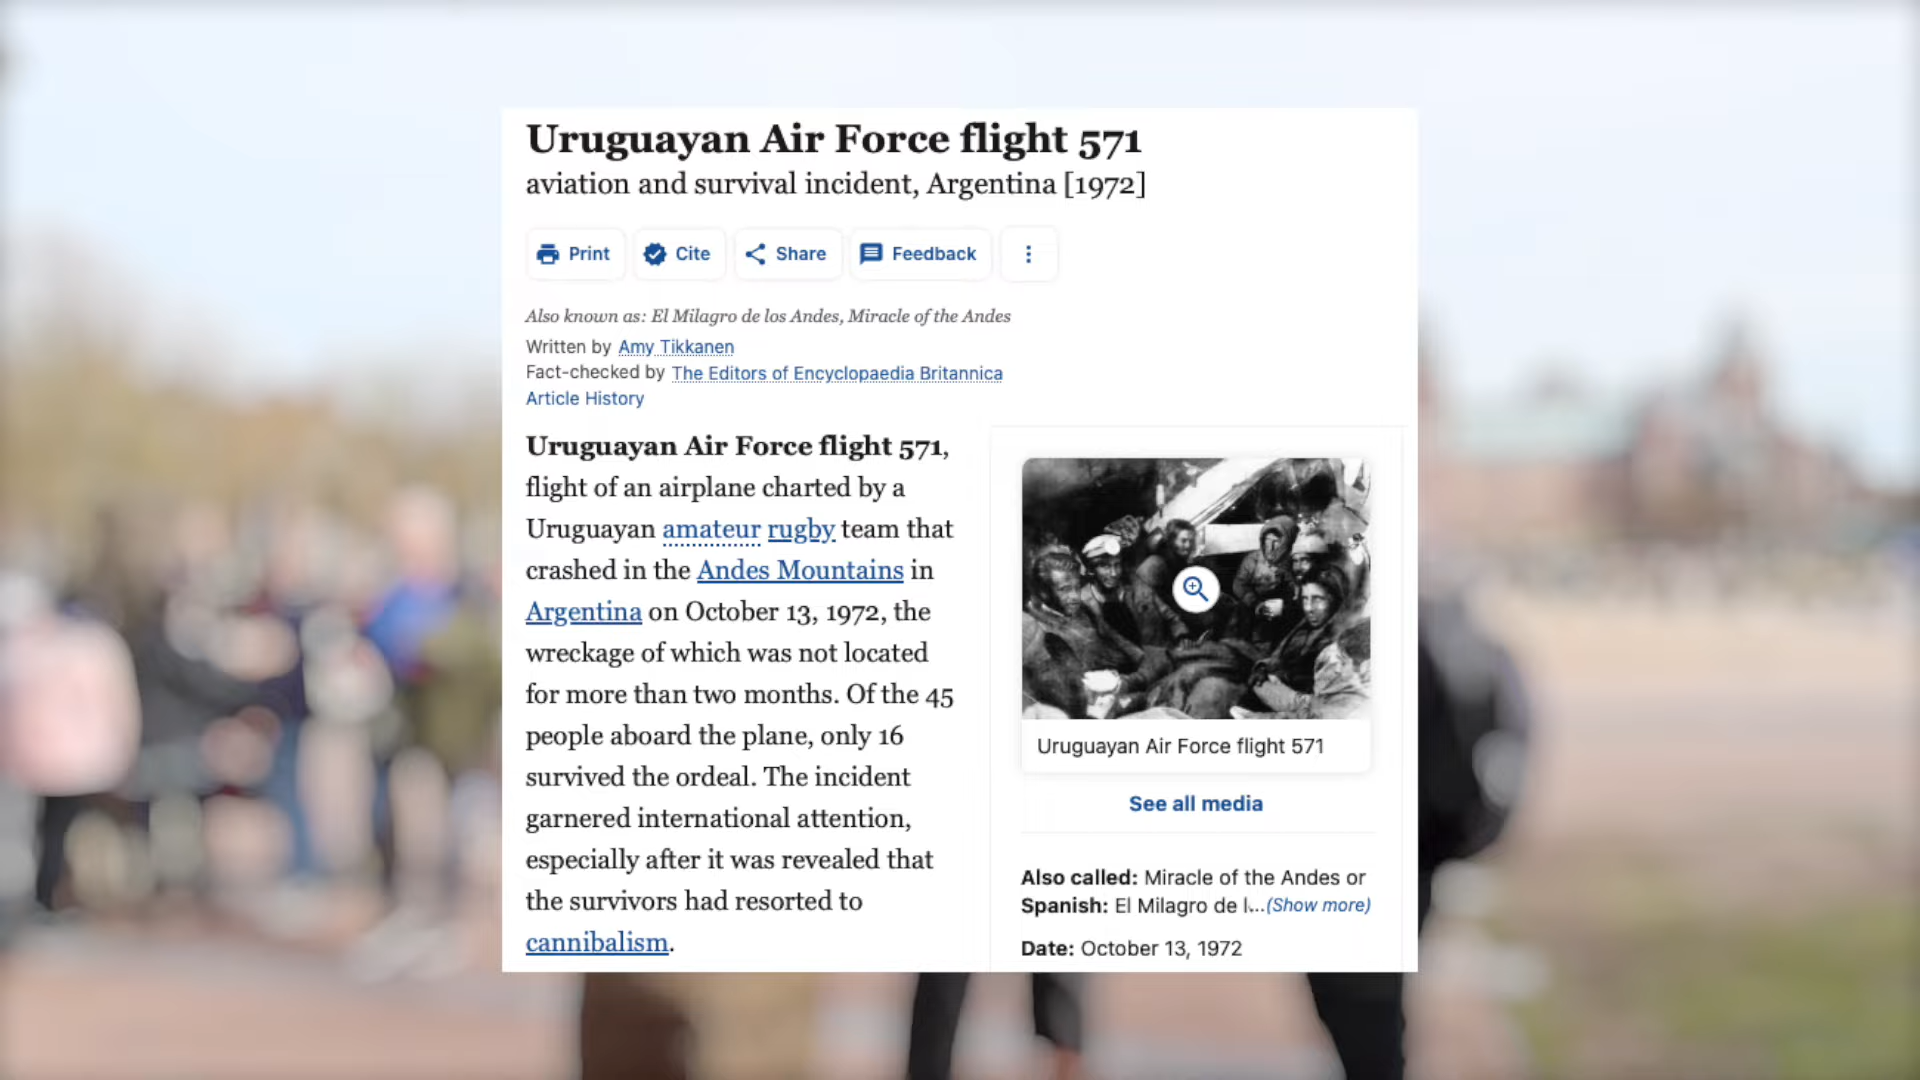 Uruguayan Air Force flight 571
aviation and survival incident, Argentina [1972]
Print
Cite
Share
Feedback
Also known as: El Milagro de los Andes, Miracle of the Andes
Written by Amy Tikkanen
Fact-checked by The Editors of Encyclopaedia Britannica
Article History
Uruguayan Air Force flight 571,
flight of an airplane charted by a
Uruguayan amateur rugby team that
crashed in the Andes Mountains in
Argentina on October 13, 1972, the
wreckage of which was not located
for more than two months. Of the 45
people aboard the plane, only 16
survived the ordeal. The incident
garnered international attention,
especially after it was revealed that
the survivors had resorted to
cannibalism.
Uruguayan Air Force flight 571
See all media
Also called: Miracle of the Andes or
Spanish: El Milagro de l...(Show more)
Date: October 13, 1972